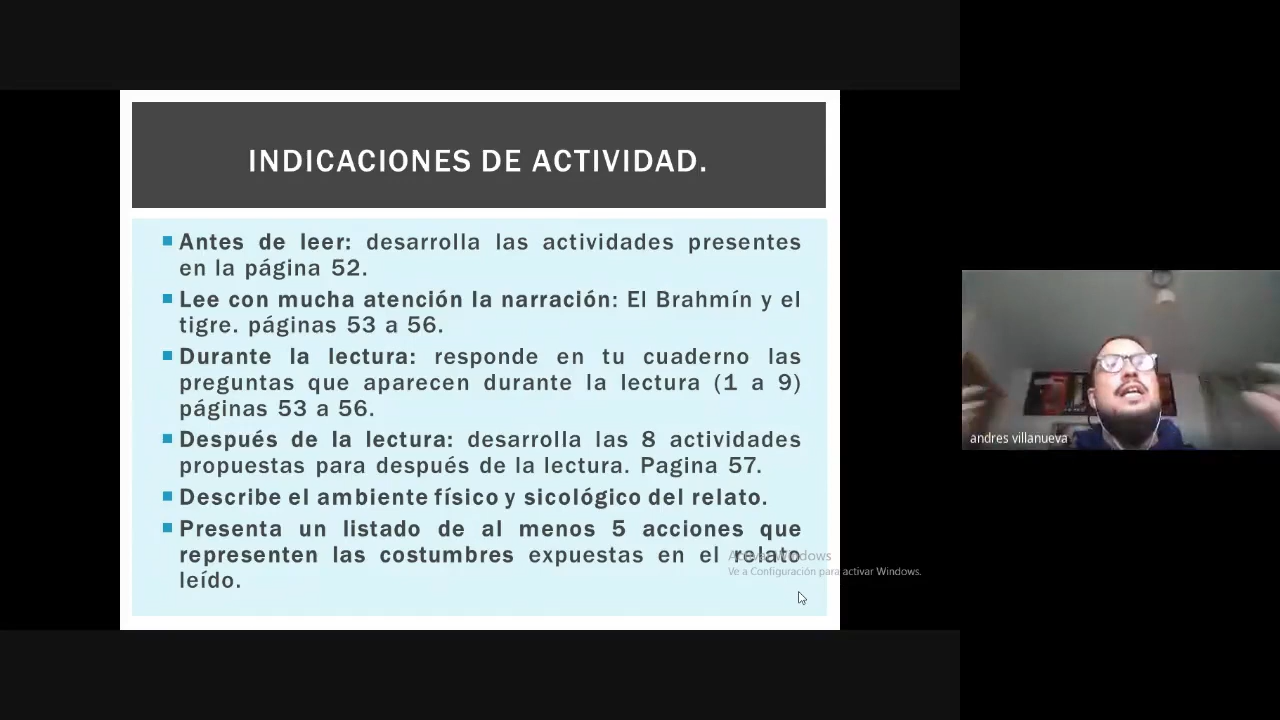 INDICACIONES DE ACTIVIDAD.
Antes de leer: desarrolla las actividades presentes
en la página 52.
Lee con mucha atención la narración: El Brahmín y el
tigre. páginas 53 a 56.
Durante la lectura: responde en tu cuaderno las
preguntas que aparecen durante la lectura (1 a 9)
páginas 53 a 56.
Después de la lectura: desarrolla las 8 actividades
propuestas para después de la lectura. Pagina 57.
Describe el ambiente físico y sicológico del relato.
Presenta un listado de al menos 5 acciones que
representen las costumbres expuestas en el relato
leído.
Activar Windows
Ve a Configuración para activar Windows.
andres villanueva